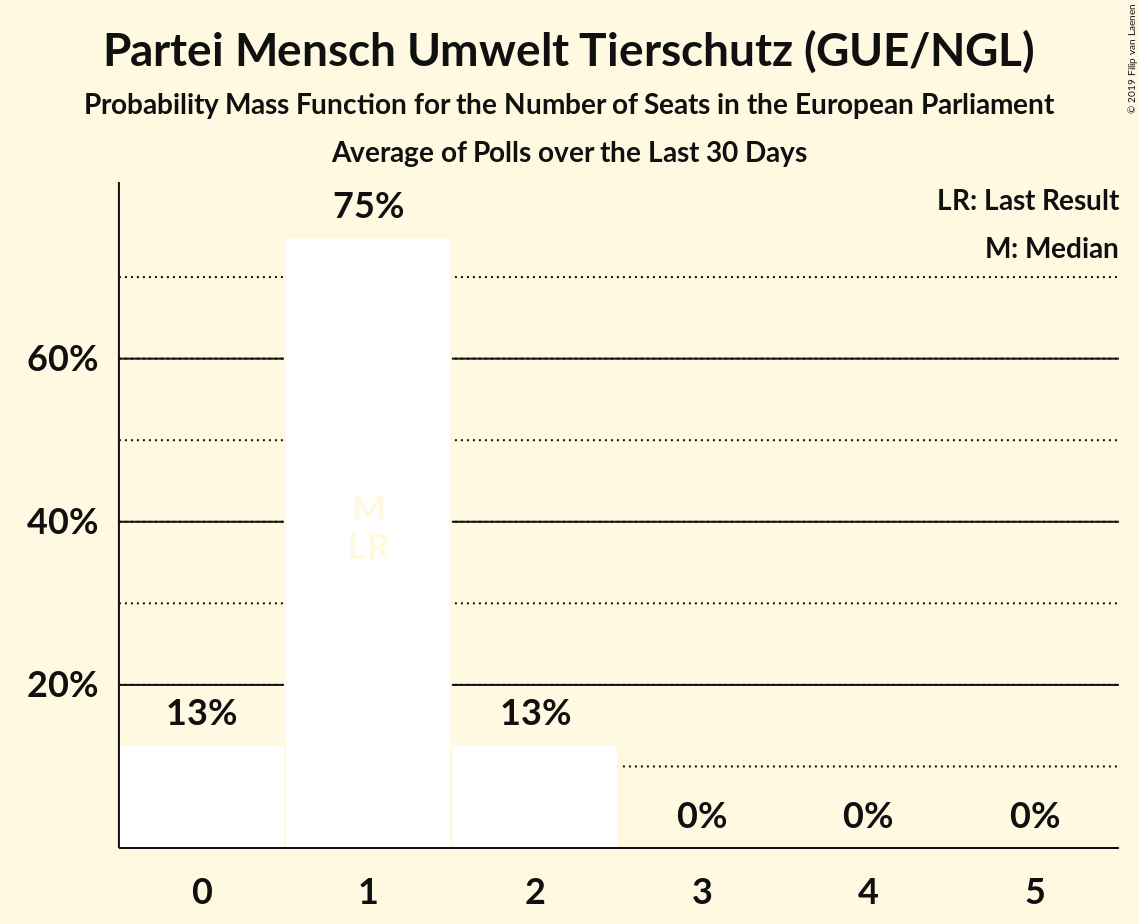 Partei Mensch Umwelt Tierschutz (GUE/NGL)
Probability Mass Function for the Number of Seats in the European Parliament
Average of Polls over the Last 30 Days
© 2019 Filip van Laenen
LR: Last Result
M: Median
75%
60%
M
40%
LR
20%
13%
13%
0%
0%
0%
0
1
2
3
4
5